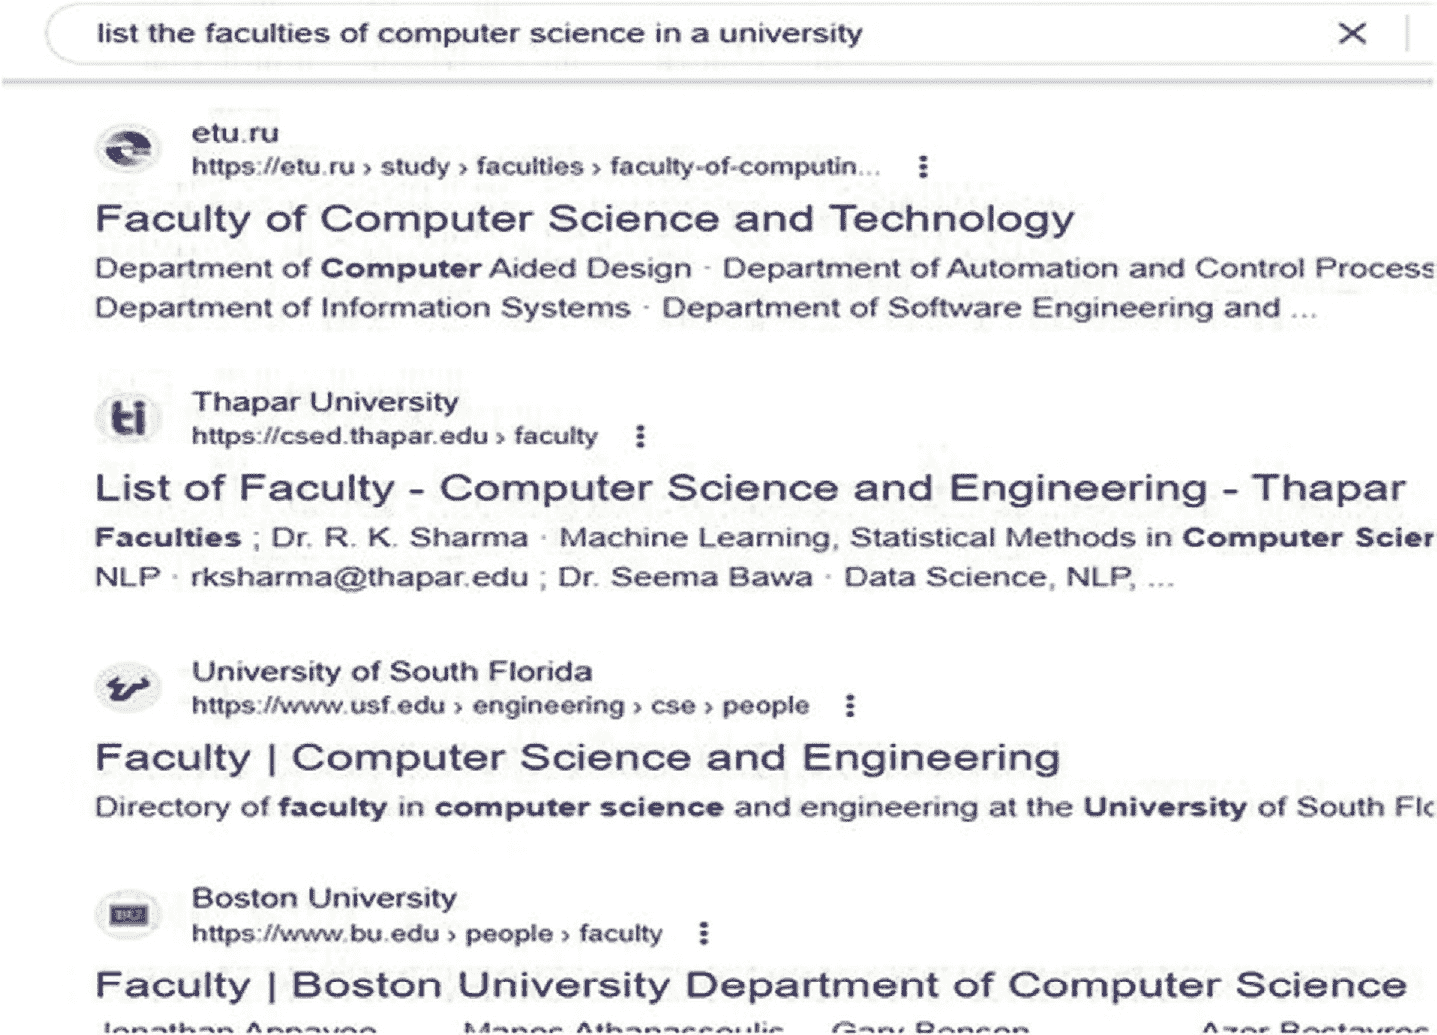 list the faculties of computer science in a university
etu.ru
https://etu.ru › study › faculties › faculty-of-computin...
Faculty of Computer Science and Technology
Department of Computer Aided Design · Department of Automation and Control Process
Department of Information Systems · Department of Software Engineering and ...
ti
Thapar University
https://csed.thapar.edu › faculty
List of Faculty - Computer Science and Engineering - Thapar
Faculties ; Dr. R. K. Sharma · Machine Learning, Statistical Methods in Computer Scier
NLP · rksharma@thapar.edu ; Dr. Seema Bawa · Data Science, NLP, ...
University of South Florida
https://www.usf.edu › engineering › cse › people
Faculty | Computer Science and Engineering
Directory of faculty in computer science and engineering at the University of South Flo
Boston University
https://www.bu.edu › people › faculty
Faculty | Boston University Department of Computer Science